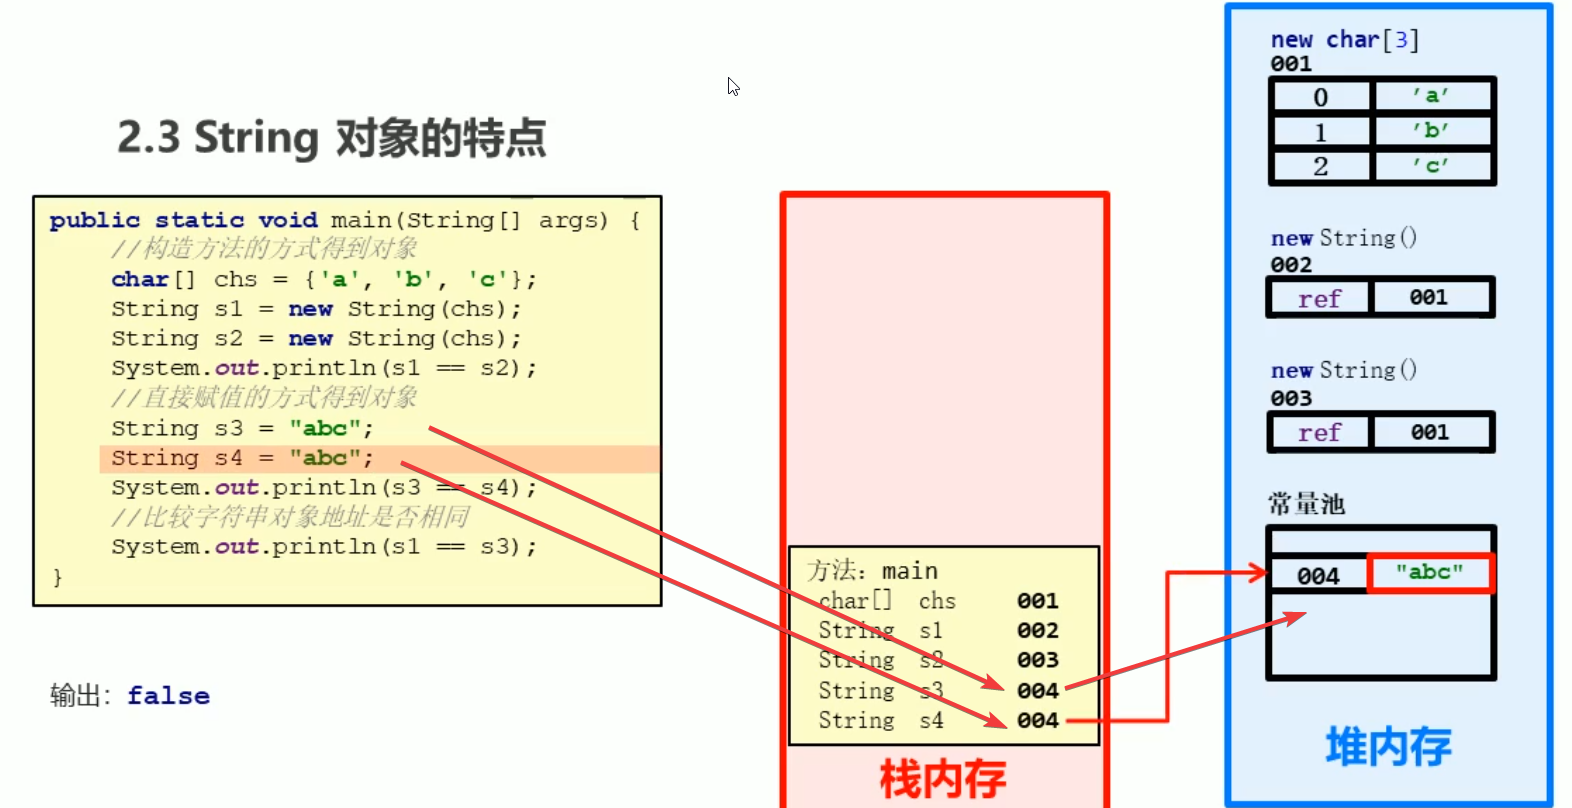 2.3 String 对象的特点
public static void main(String[] args) {
//构造方法的方式得到对象
char[] chs = {'a', 'b', 'c'};
String s1 = new String(chs);
String s2 = new String(chs);
System.out.println(s1 == s2);
//直接赋值的方式得到对象
String s3 = "abc";
String s4 = "abc";
System.out.println(s3 == s4);
//比较字符串对象地址是否相同
System.out.println(s1 == s3);
}
输出：false
方法：main
char[] chs 001
String s1 002
String s2 003
String s3 004
String s4 004
栈内存
new char[3]
001
0 'a'
1 'b'
2 'c'
new String()
002
ref 001
new String()
003
ref 001
常量池
004 "abc"
堆内存